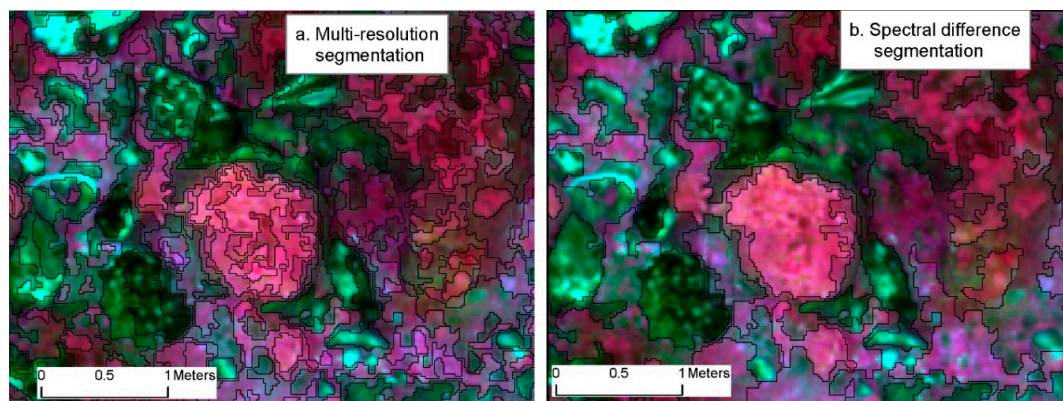 a. Multi-resolution
segmentation
b. Spectral difference
segmentation
0 0.5 1 Meters
0 0.5 1 Meters